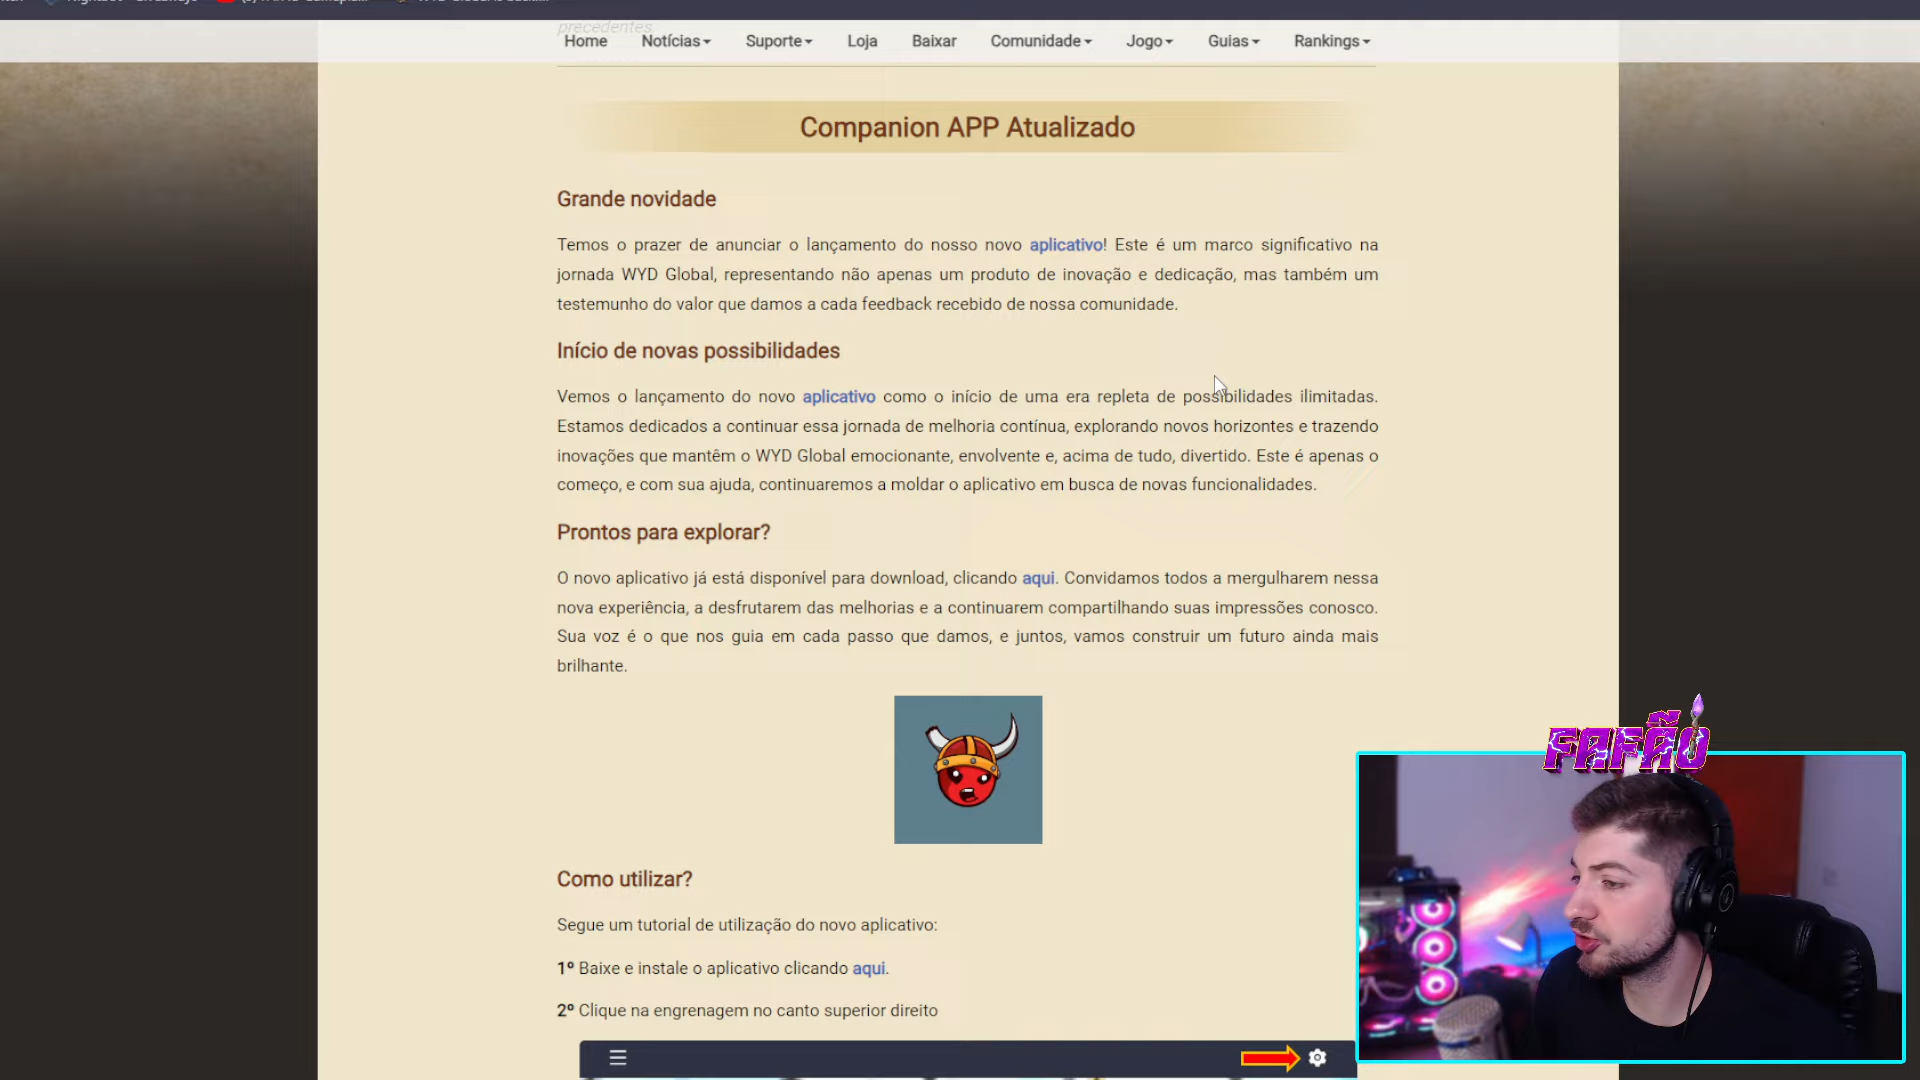 precedentes.
Home Notícias Suporte Loja Baixar Comunidade Jogo Guias Rankings
Companion APP Atualizado
Grande novidade
Temos o prazer de anunciar o lançamento do nosso novo aplicativo! Este é um marco significativo na
jornada WYD Global, representando não apenas um produto de inovação e dedicação, mas também um
testemunho do valor que damos a cada feedback recebido de nossa comunidade.
Início de novas possibilidades
Vemos o lançamento do novo aplicativo como o início de uma era repleta de possibilidades ilimitadas.
Estamos dedicados a continuar essa jornada de melhoria contínua, explorando novos horizontes e trazendo
inovações que mantêm o WYD Global emocionante, envolvente e, acima de tudo, divertido. Este é apenas o
começo, e com sua ajuda, continuaremos a moldar o aplicativo em busca de novas funcionalidades.
Prontos para explorar?
O novo aplicativo já está disponível para download, clicando aqui. Convidamos todos a mergulharem nessa
nova experiência, a desfrutarem das melhorias e a continuarem compartilhando suas impressões conosco.
Sua voz é o que nos guia em cada passo que damos, e juntos, vamos construir um futuro ainda mais
brilhante.
FAFÃO
Como utilizar?
Segue um tutorial de utilização do novo aplicativo:
1º Baixe e instale o aplicativo clicando aqui.
2º Clique na engrenagem no canto superior direito